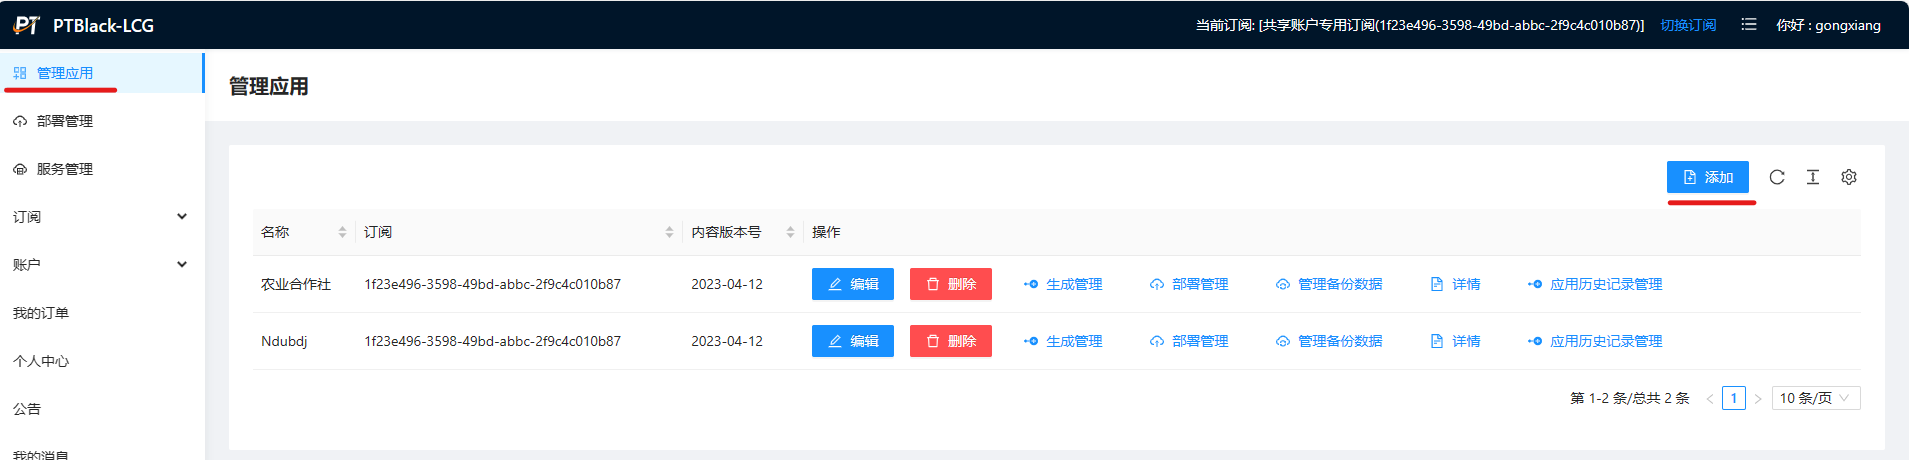 PT PTBlack-LCG 当前订阅: [共享账户专用订阅(1f23e496-3598-49bd-abbc-2f9c4c010b87)] 切换订阅 你好 : gongxiang
管理应用
部署管理
服务管理
订阅
账户
我的订单
个人中心
公告
我的消息
管理应用
添加
名称 订阅 内容版本号 操作
农业合作社 1f23e496-3598-49bd-abbc-2f9c4c010b87 2023-04-12 编辑 删除 生成管理 部署管理 管理备份数据 详情 应用历史记录管理
Ndubdj 1f23e496-3598-49bd-abbc-2f9c4c010b87 2023-04-12 编辑 删除 生成管理 部署管理 管理备份数据 详情 应用历史记录管理
第 1-2 条/总共 2 条 < 1 > 10 条/页